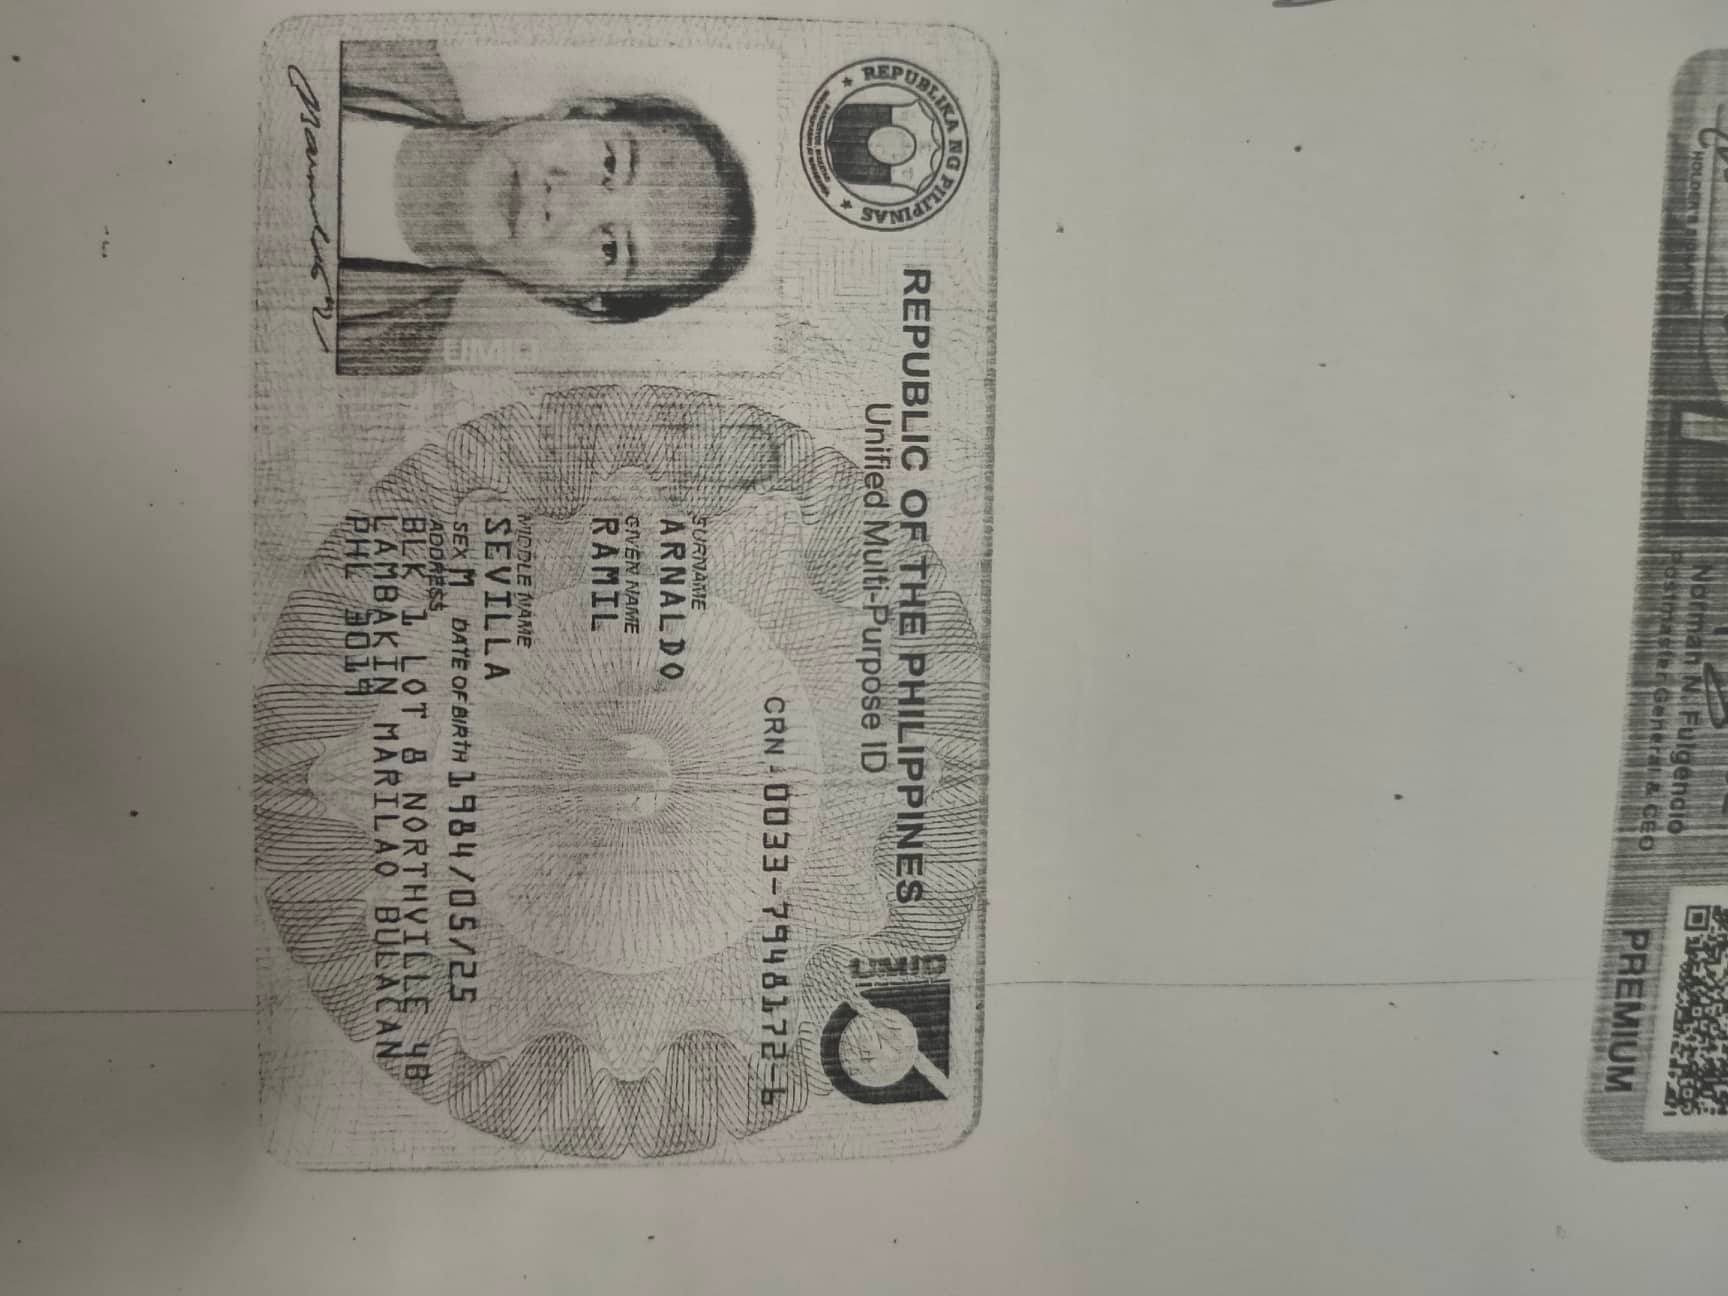 REPUBLIKA NG PILIPINAS
REPUBLIC OF THE PHILIPPINES
Unified Multi-Purpose ID
UMID
CRN-0033-7948172-6
SURNAME
ARNALDO
GIVEN NAME
RAMIL
MIDDLE NAME
SEVILLA
SEX M DATE OF BIRTH 1984/05/25
ADDRESS
BLK 1 LOT 8 NORTHVILLE 4B
LAMBAKIN MARILAO BULACAN
PHL
UMID
Norman N. Fulgencio
Postmaster General & CEO
PREMIUM